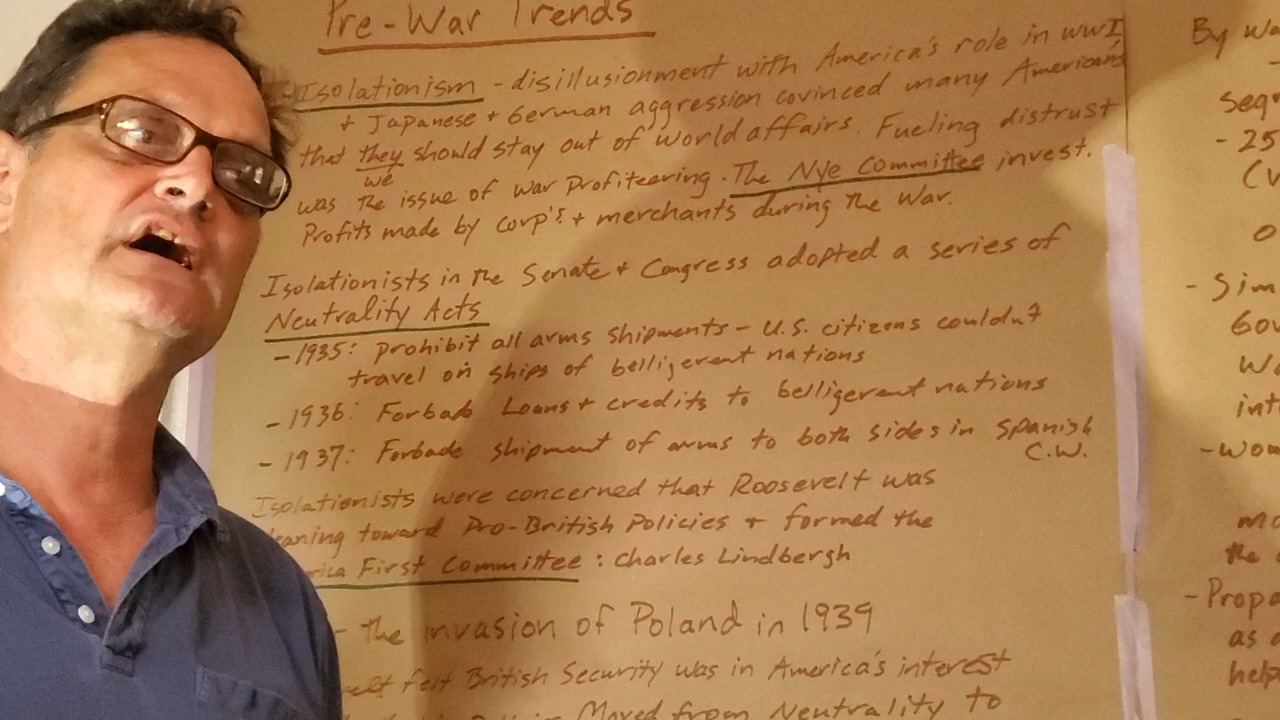 Pre-War Trends
Isolationism - disillusionment with America's role in WWI
+ Japanese + German aggression covinced many Americans
that they should stay out of world affairs. Fueling distrust
we
was the issue of war Profiteering. The Nye Committee invest.
Profits made by corp's. + merchants during the War.
Isolationists in the Senate + Congress adopted a series of
Neutrality Acts
- 1935: Prohibit all arms shipments - U.S. citizens couldn't
travel on ships of belligerent nations
- 1936: Forbade Loans + credits to belligerent nations
- 1937: Forbade shipment of arms to both sides in Spanish
C.W.
Isolationists were concerned that Roosevelt was
leaning toward Pro-British Policies + formed the
First Committee : Charles Lindbergh
- the invasion of Poland in 1939
felt British Security was in America's interest
Moved from Neutrality to
By
- 25
- Sim
Gov
int
- wom
the
- Propa
as
help